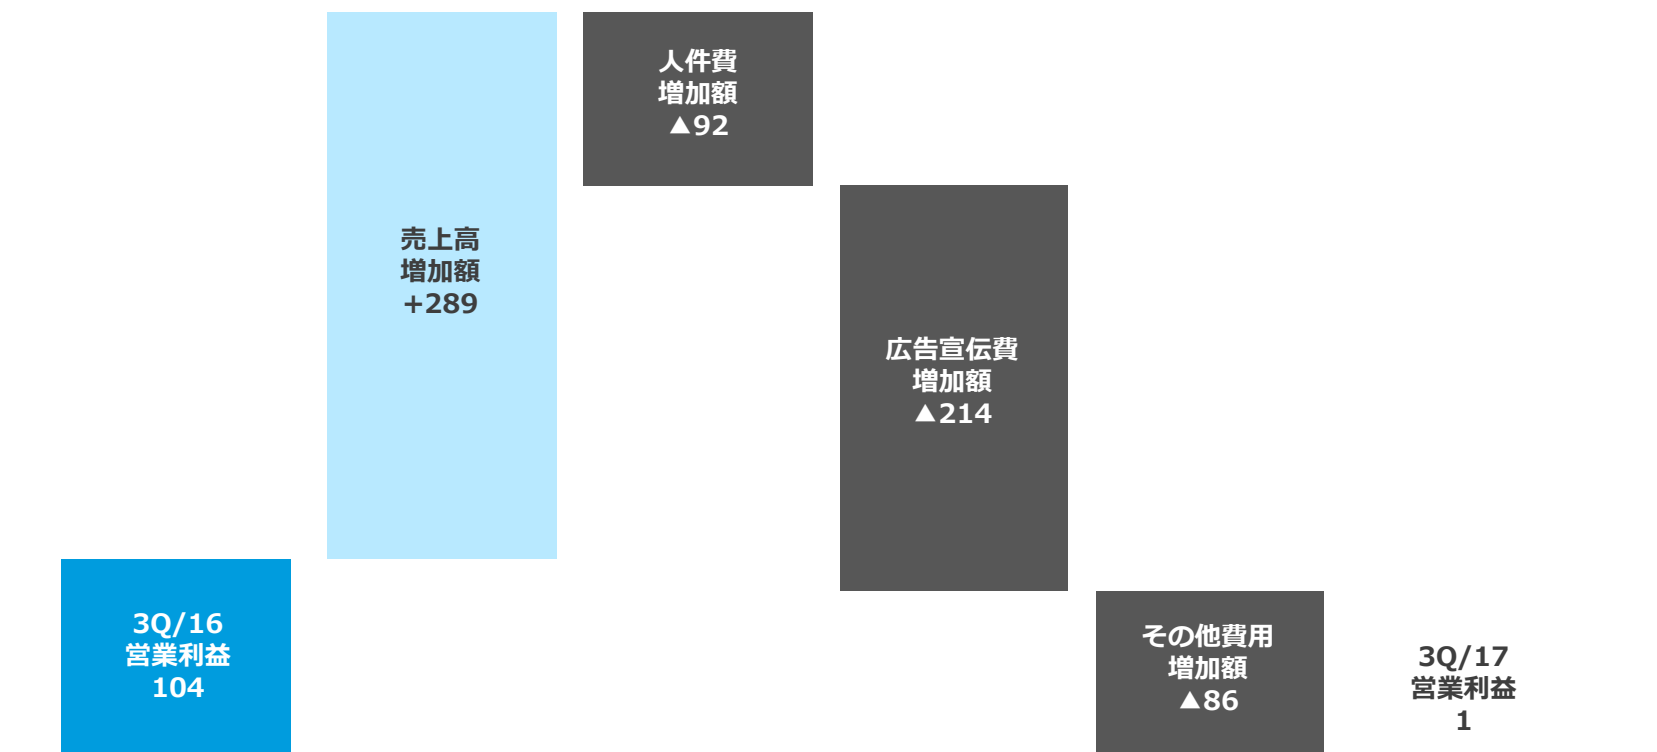 人件費
増加額
▲92
売上高
増加額
+289
広告宣伝費
増加額
▲214
3Q/16
営業利益
104
その他費用
増加額
▲86
3Q/17
営業利益
1